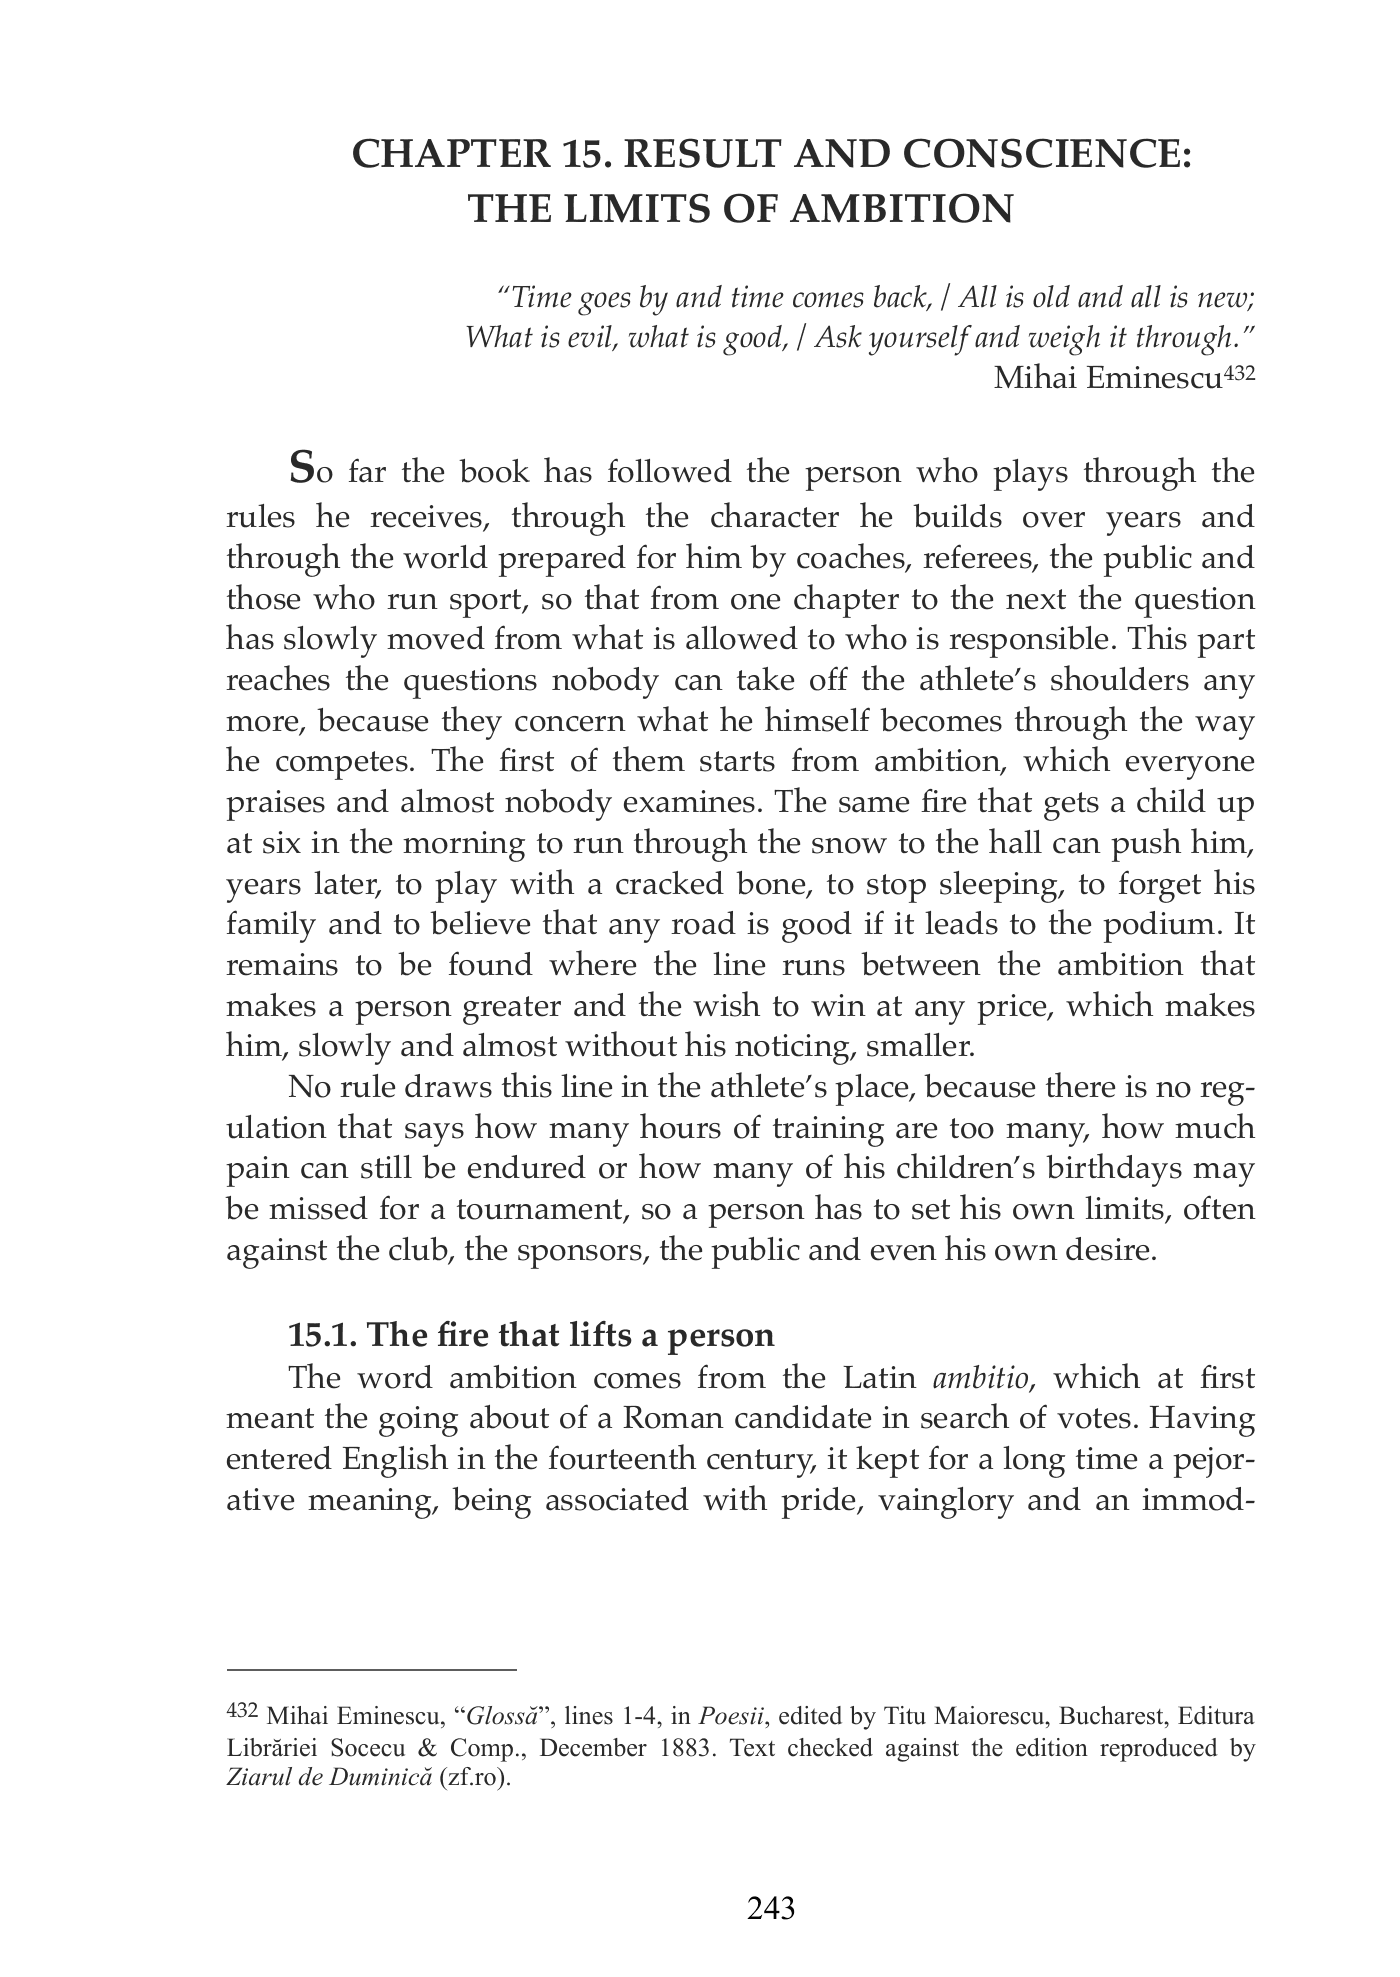 CHAPTER 15. RESULT AND CONSCIENCE:
THE LIMITS OF AMBITION
“Time goes by and time comes back, / All is old and all is new;
What is evil, what is good, / Ask yourself and weigh it through.”
Mihai Eminescu432
So far the book has followed the person who plays through the
rules he receives, through the character he builds over years and
through the world prepared for him by coaches, referees, the public and
those who run sport, so that from one chapter to the next the question
has slowly moved from what is allowed to who is responsible. This part
reaches the questions nobody can take off the athlete’s shoulders any
more, because they concern what he himself becomes through the way
he competes. The first of them starts from ambition, which everyone
praises and almost nobody examines. The same fire that gets a child up
at six in the morning to run through the snow to the hall can push him,
years later, to play with a cracked bone, to stop sleeping, to forget his
family and to believe that any road is good if it leads to the podium. It
remains to be found where the line runs between the ambition that
makes a person greater and the wish to win at any price, which makes
him, slowly and almost without his noticing, smaller.
No rule draws this line in the athlete’s place, because there is no reg-
ulation that says how many hours of training are too many, how much
pain can still be endured or how many of his children’s birthdays may
be missed for a tournament, so a person has to set his own limits, often
against the club, the sponsors, the public and even his own desire.
15.1. The fire that lifts a person
The word ambition comes from the Latin ambitio, which at first
meant the going about of a Roman candidate in search of votes. Having
entered English in the fourteenth century, it kept for a long time a pejor-
ative meaning, being associated with pride, vainglory and an immod-
432 Mihai Eminescu, “Glossă”, lines 1-4, in Poesii, edited by Titu Maiorescu, Bucharest, Editura
Librăriei Socecu & Comp., December 1883. Text checked against the edition reproduced by
Ziarul de Duminică (zf.ro).
243